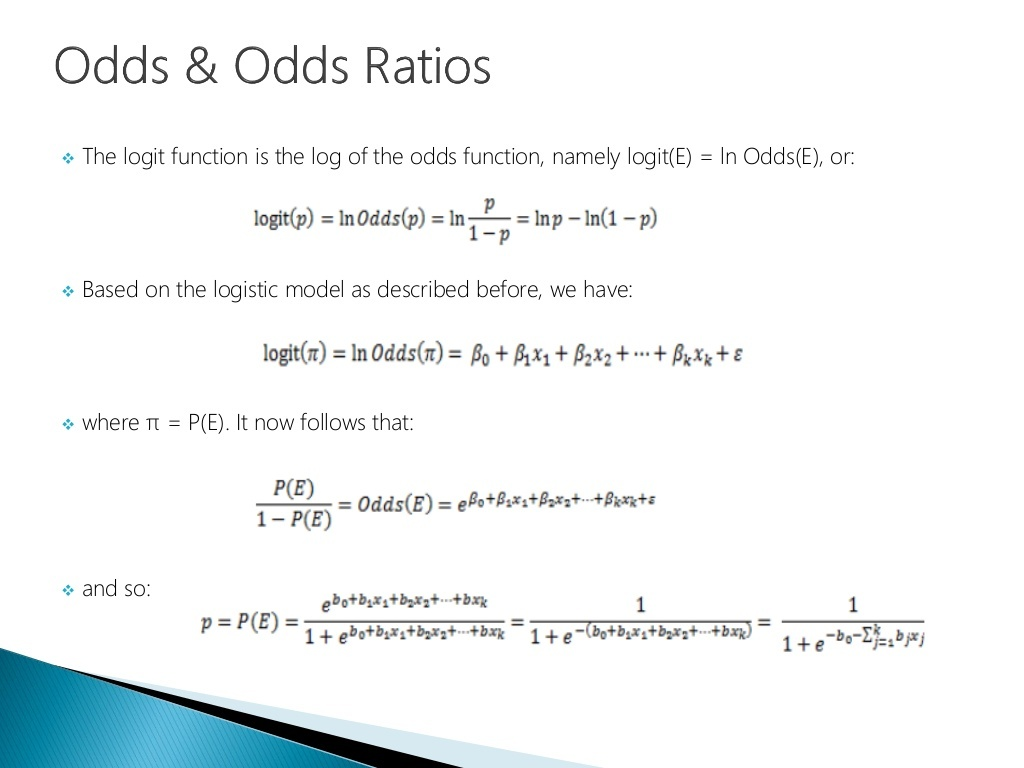 Odds & Odds Ratios
❖ The logit function is the log of the odds function, namely logit(E) = ln Odds(E), or:
logit(p) = ln Odds(p) = ln p/(1 − p) = ln p − ln(1 − p)
❖ Based on the logistic model as described before, we have:
logit(π) = ln Odds(π) = β₀ + β₁x₁ + β₂x₂ + ⋯ + βₖxₖ + ε
❖ where π = P(E). It now follows that:
P(E)/(1 − P(E)) = Odds(E) = e^(β₀+β₁x₁+β₂x₂+⋯+βₖxₖ+ε)
❖ and so:
p = P(E) = e^(b₀+b₁x₁+b₂x₂+⋯+bxₖ)/(1 + e^(b₀+b₁x₁+b₂x₂+⋯+bxₖ)) = 1/(1 + e^−(b₀+b₁x₁+b₂x₂+⋯+bxₖ)) = 1/(1 + e^(−b₀−∑ᵏⱼ₌₁ bⱼxⱼ))